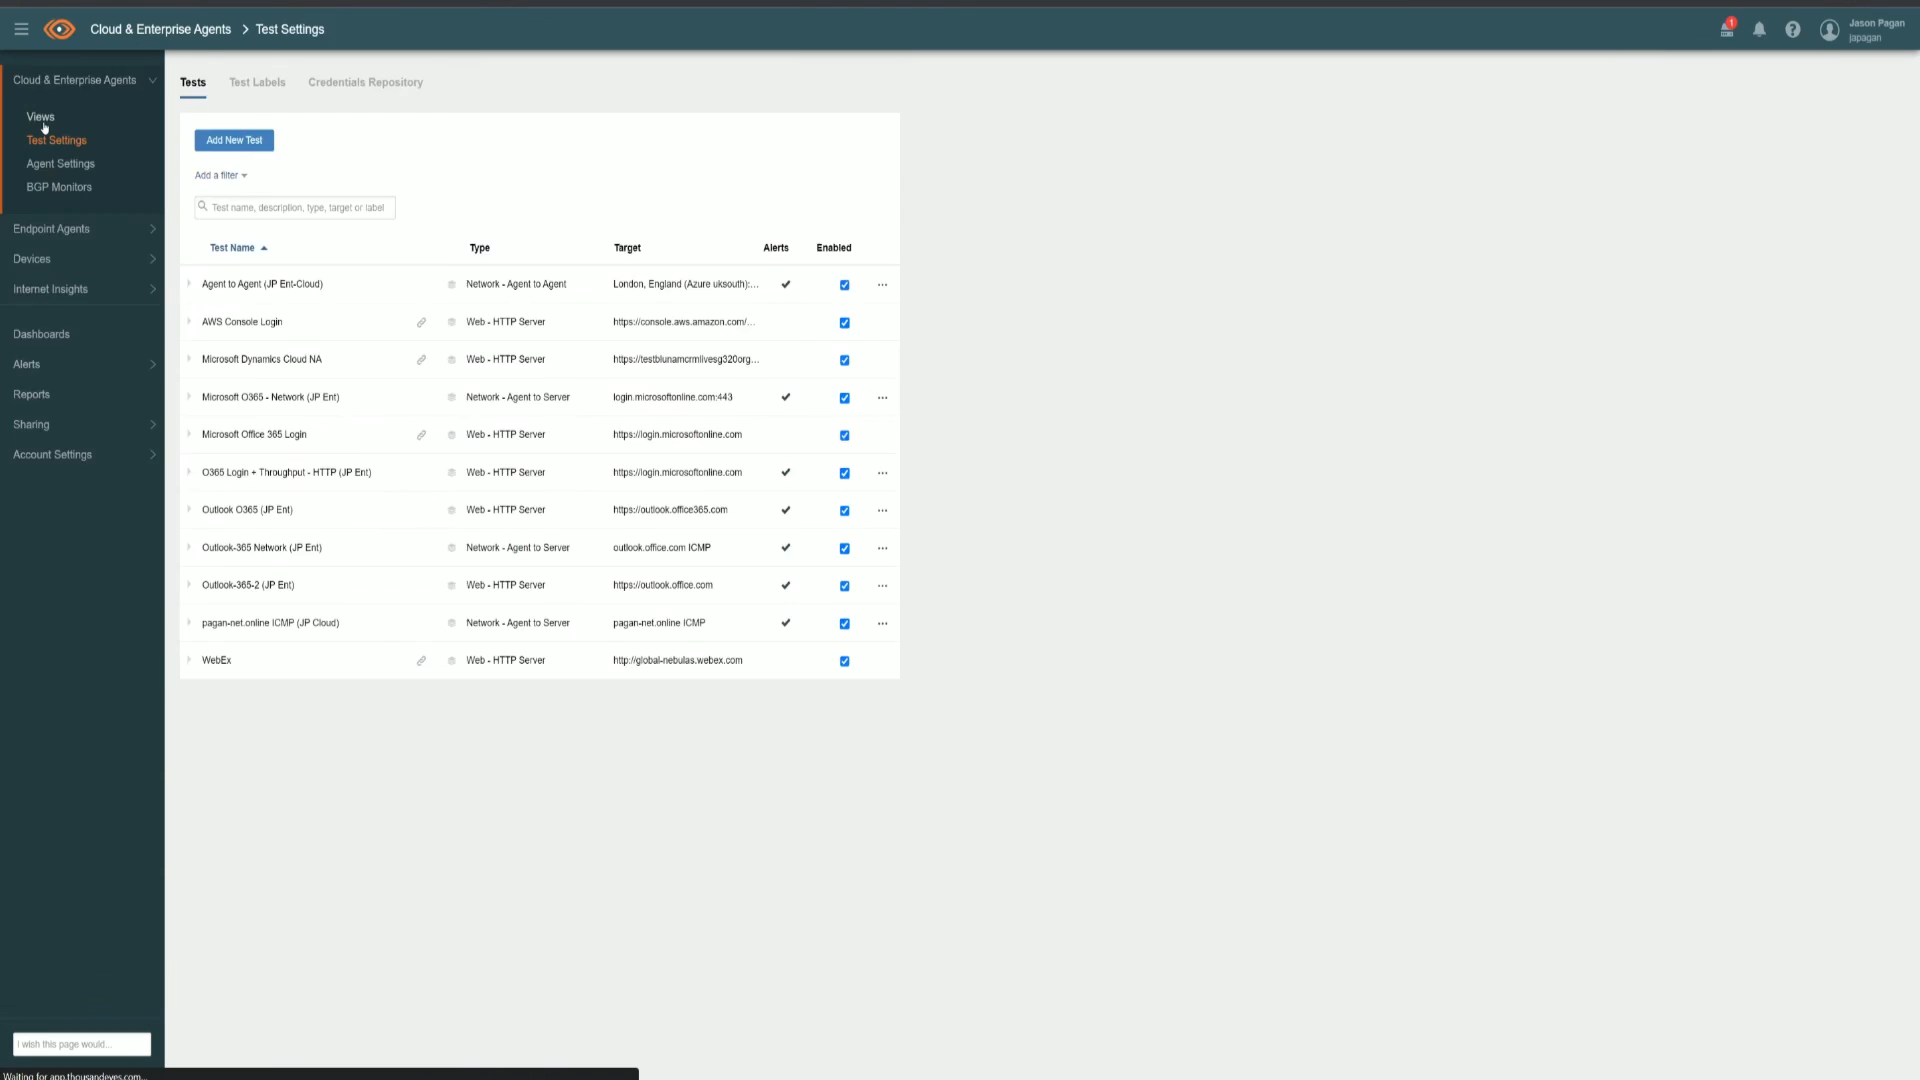 Cloud & Enterprise Agents > Test Settings
1
Jason Pagan
japagan
Cloud & Enterprise Agents
Views
Test Settings
Agent Settings
BGP Monitors
Endpoint Agents
Devices
Internet Insights
Dashboards
Alerts
Reports
Sharing
Account Settings
I wish this page would...
Waiting for app.thousandeyes.com...
Tests Test Labels Credentials Repository
Add New Test
Add a filter
Test name, description, type, target or label
Test Name Type Target Alerts Enabled
Agent to Agent (JP Ent-Cloud) Network - Agent to Agent London, England (Azure uksouth):...
AWS Console Login Web - HTTP Server https://console.aws.amazon.com/...
Microsoft Dynamics Cloud NA Web - HTTP Server https://testblunamcrmlivesg320org...
Microsoft O365 - Network (JP Ent) Network - Agent to Server login.microsoftonline.com:443
Microsoft Office 365 Login Web - HTTP Server https://login.microsoftonline.com
O365 Login + Throughput - HTTP (JP Ent) Web - HTTP Server https://login.microsoftonline.com
Outlook O365 (JP Ent) Web - HTTP Server https://outlook.office365.com
Outlook-365 Network (JP Ent) Network - Agent to Server outlook.office.com ICMP
Outlook-365-2 (JP Ent) Web - HTTP Server https://outlook.office.com
pagan-net.online ICMP (JP Cloud) Network - Agent to Server pagan-net.online ICMP
WebEx Web - HTTP Server http://global-nebulas.webex.com